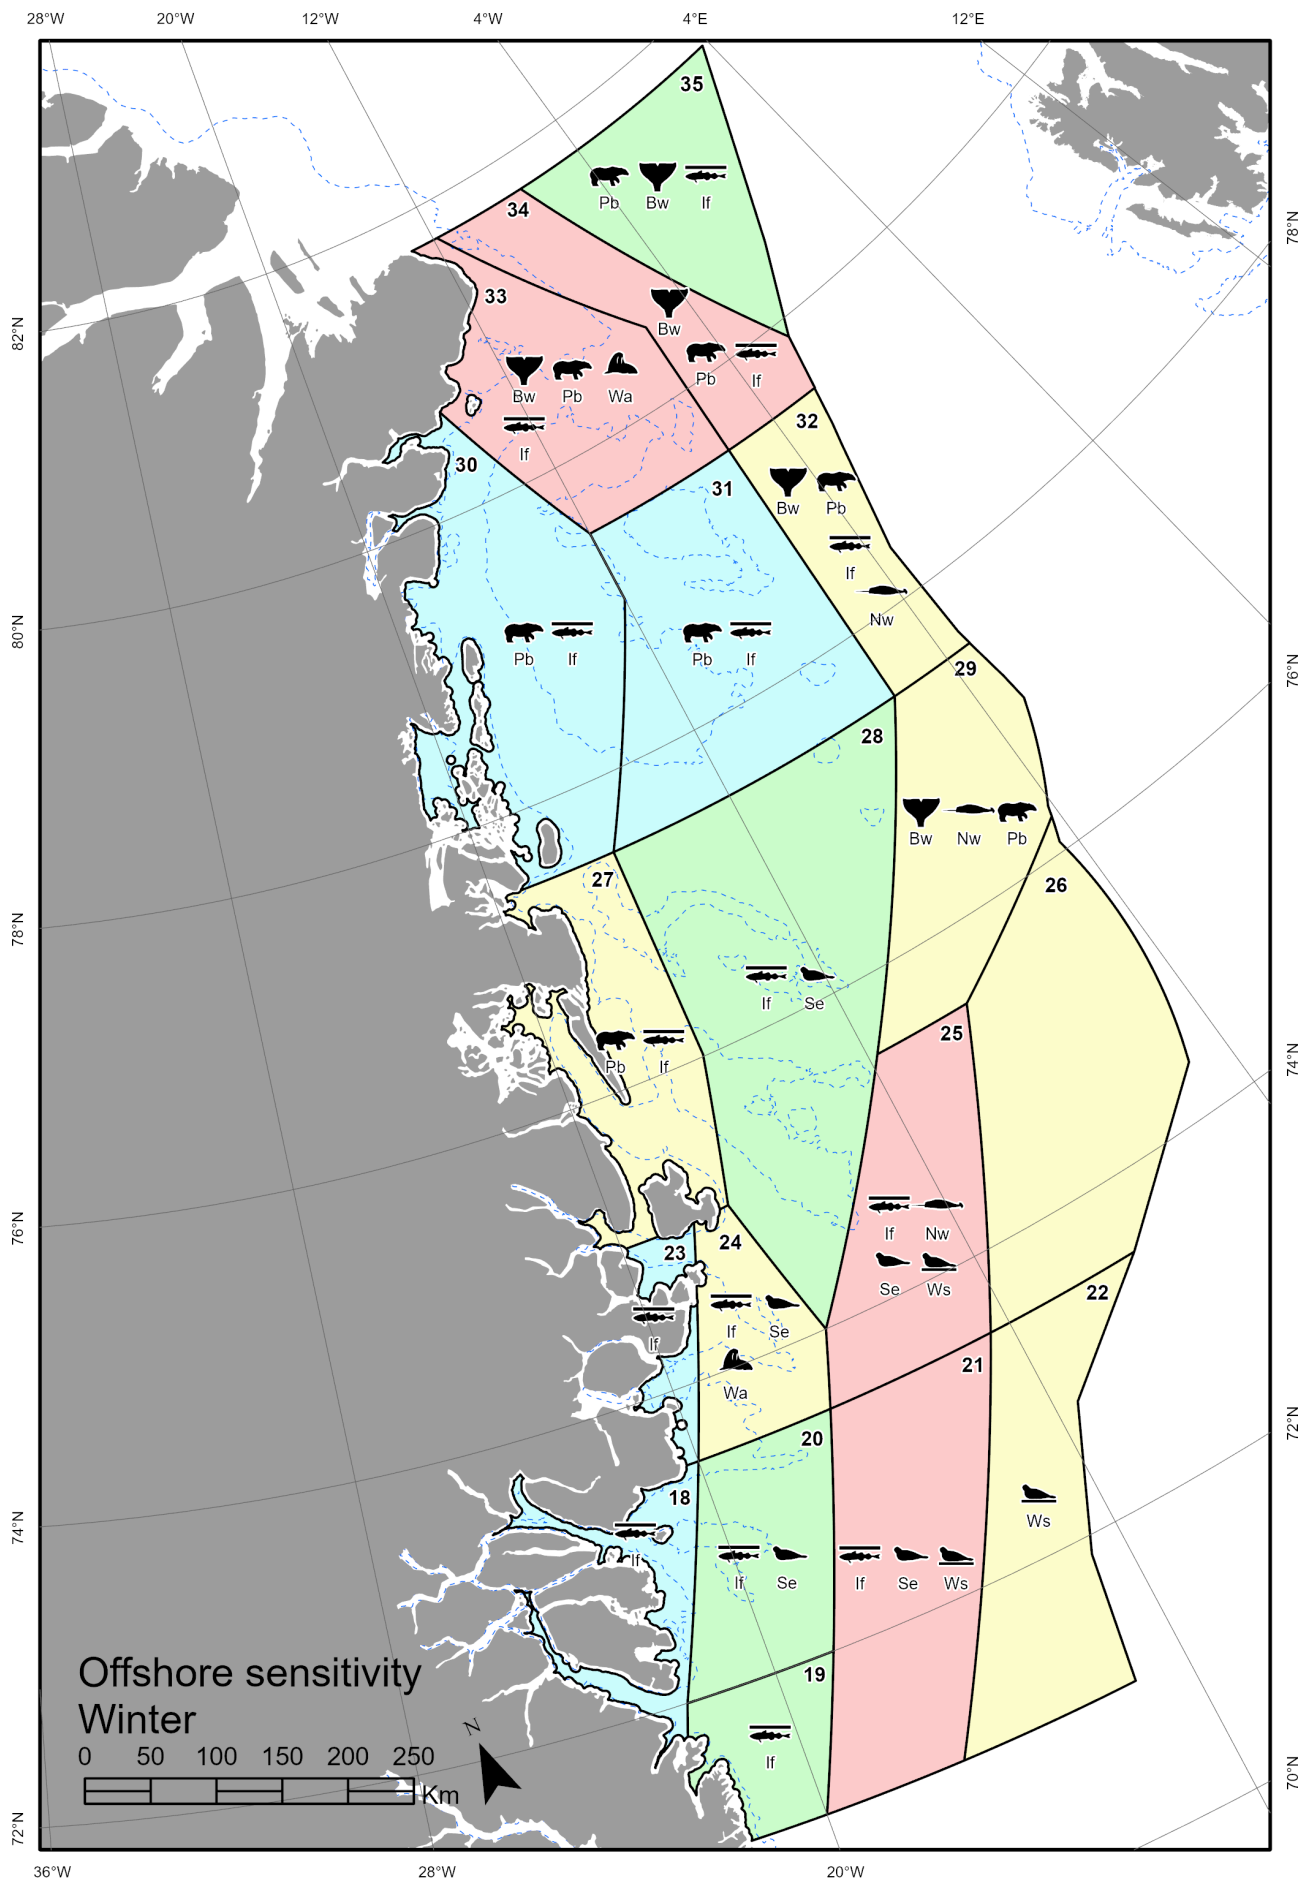 28°W 20°W 12°W 4°W 4°E 12°E
35
Pb Bw If
34
78°N
33
Bw
82°N
Pb If
Bw Pb Wa
If
32
30
31
Bw Pb
If
Nw
80°N
Pb If
Pb If
29
76°N
28
Bw Nw Pb
27
26
78°N
If Se
25
Pb If
74°N
76°N
If Nw
23
24
Se Ws
22
If
If Se
21
Wa
72°N
20
18
Ws
74°N
If
If Se
If Se Ws
19
Offshore sensitivity
Winter
N
If
0 50 100 150 200 250
Km
70°N
72°N
36°W 28°W 20°W